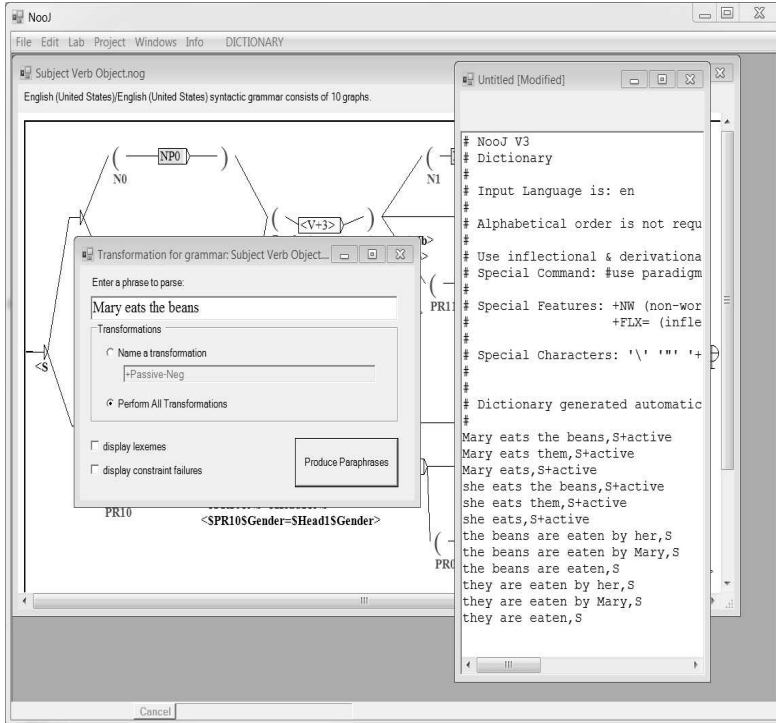 NooJ
File Edit Lab Project Windows Info DICTIONARY
Subject Verb Object.nog
English (United States)/English (United States) syntactic grammar consists of 10 graphs.
NP0
N0
N1
<V+3>
PR11
<S
PR10
<$PR10$Gender=$Head1$Gender>
PR0
Transformation for grammar: Subject Verb Object....
Enter a phrase to parse:
Mary eats the beans
Transformations
Name a transformation
+Passive-Neg
Perform All Transformations
display lexemes
display constraint failures
Produce Paraphrases
Untitled [Modified]
# NooJ V3
# Dictionary
#
# Input Language is: en
#
# Alphabetical order is not requ
#
# Use inflectional & derivationa
# Special Command: #use paradigm
#
# Special Features: +NW (non-wor
# +FLX= (infle
#
# Special Characters: '\' '"' '+
#
#
# Dictionary generated automatic
#
Mary eats the beans,S+active
Mary eats them,S+active
Mary eats,S+active
she eats the beans,S+active
she eats them,S+active
she eats,S+active
the beans are eaten by her,S
the beans are eaten by Mary,S
the beans are eaten,S
they are eaten by her,S
they are eaten by Mary,S
they are eaten,S
Cancel